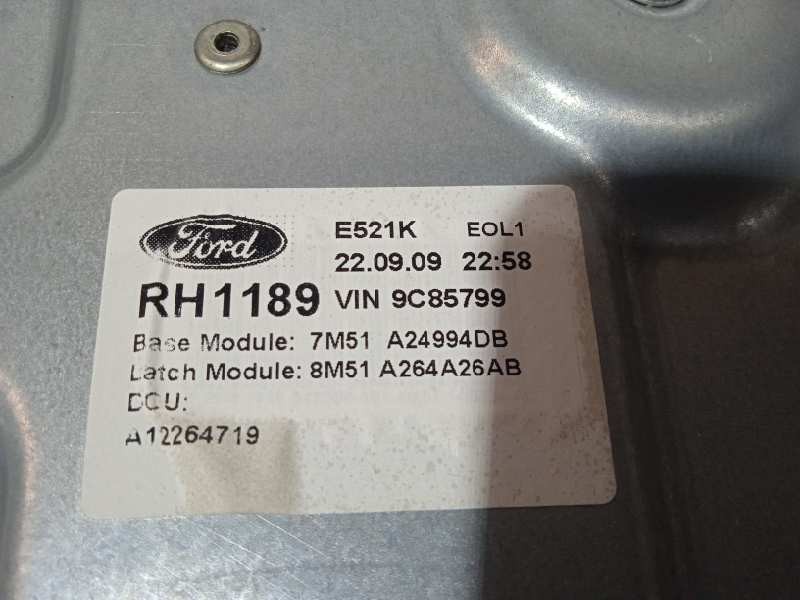 Ford E521K EOL1
22.09.09 22:58
RH1189 VIN 9C85799
Base Module: 7M51 A24994DB
Latch Module: 8M51 A264A26AB
DCU:
A12264719